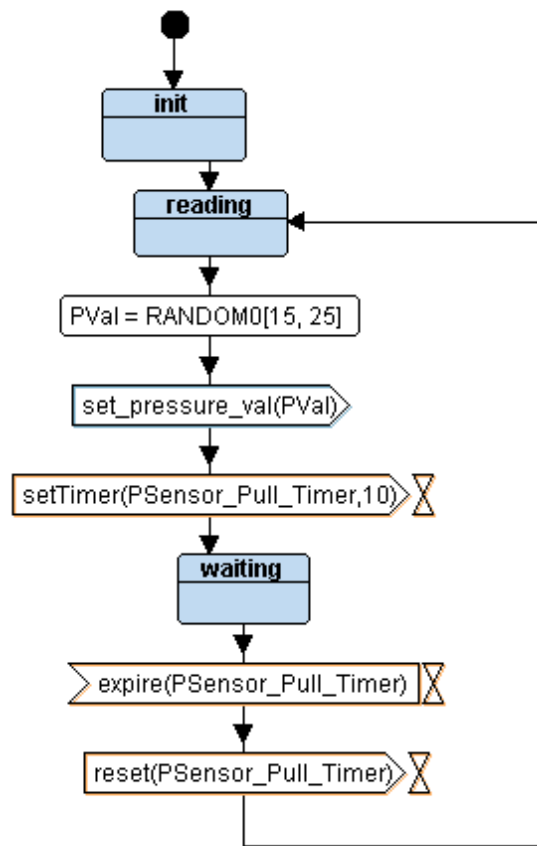 init
reading
PVal = RANDOM0[15, 25]
set_pressure_val(PVal)
setTimer(PSensor_Pull_Timer,10)
waiting
expire(PSensor_Pull_Timer)
reset(PSensor_Pull_Timer)